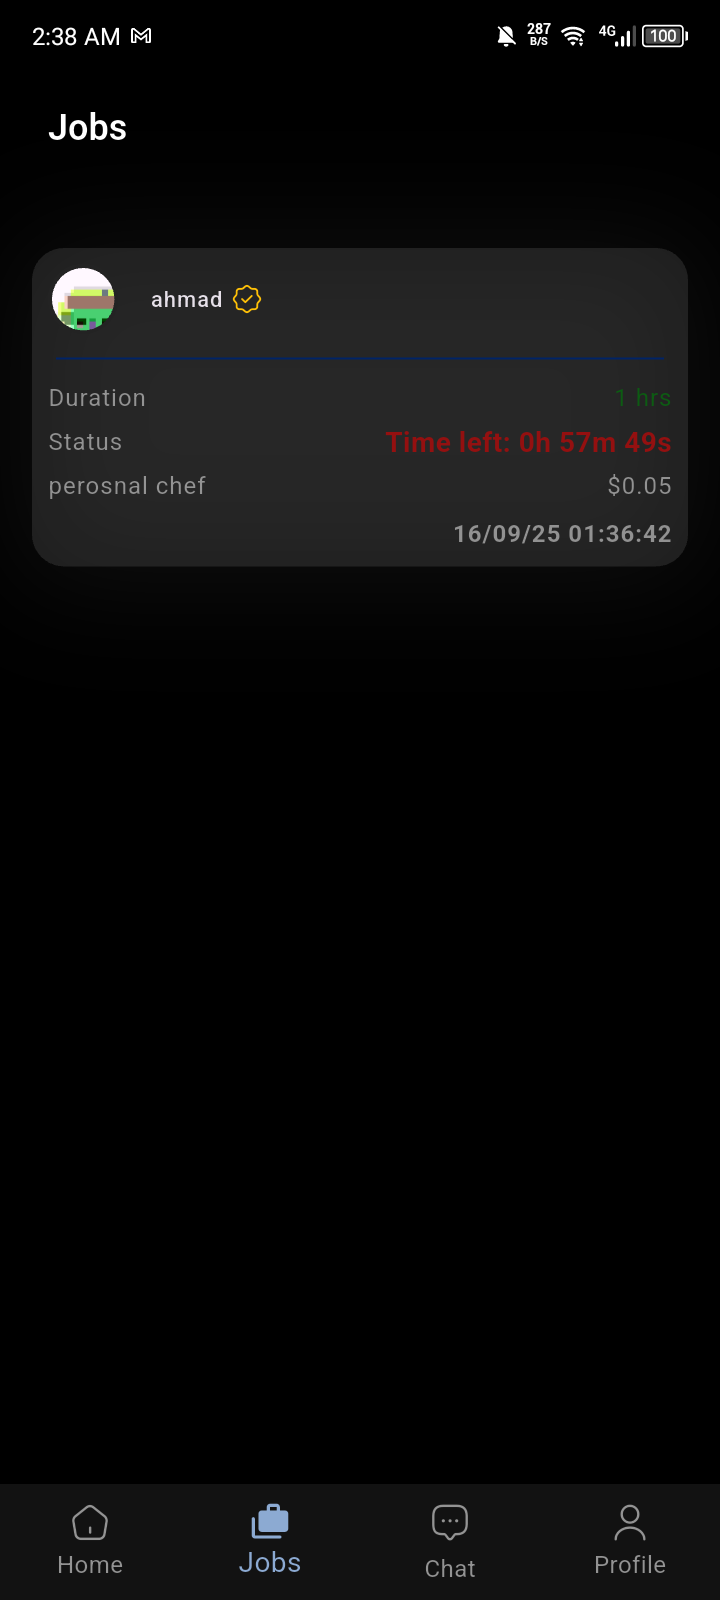 2:38 AM 287 B/S 4G 100
Jobs
ahmad
Duration 1 hrs
Status Time left: 0h 57m 49s
perosnal chef $0.05
16/09/25 01:36:42
Home Jobs Chat Profile